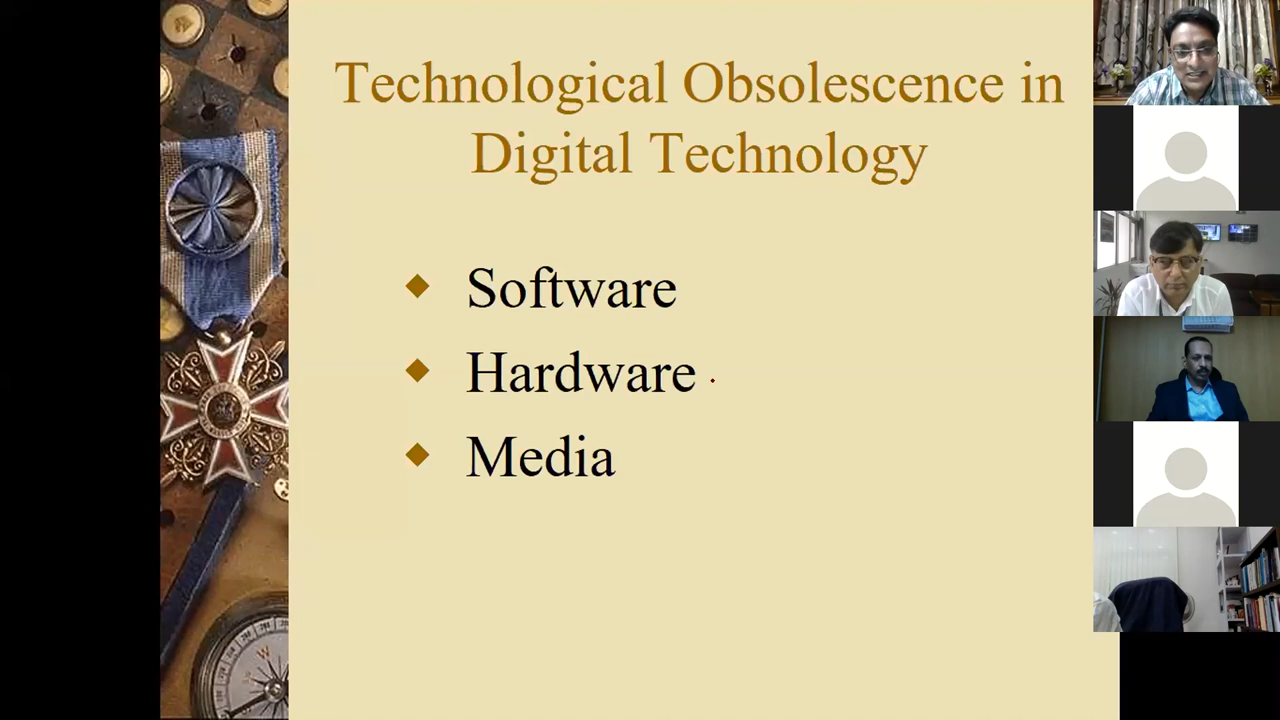 Technological Obsolescence in
Digital Technology
Software
Hardware
Media